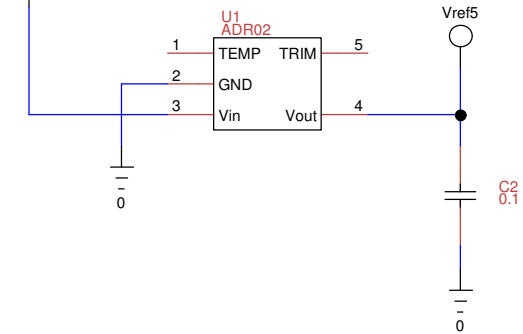 Vref5
U1
ADR02
1 TEMP TRIM 5
2 GND
3 Vin Vout 4
C2
0.1
0
0